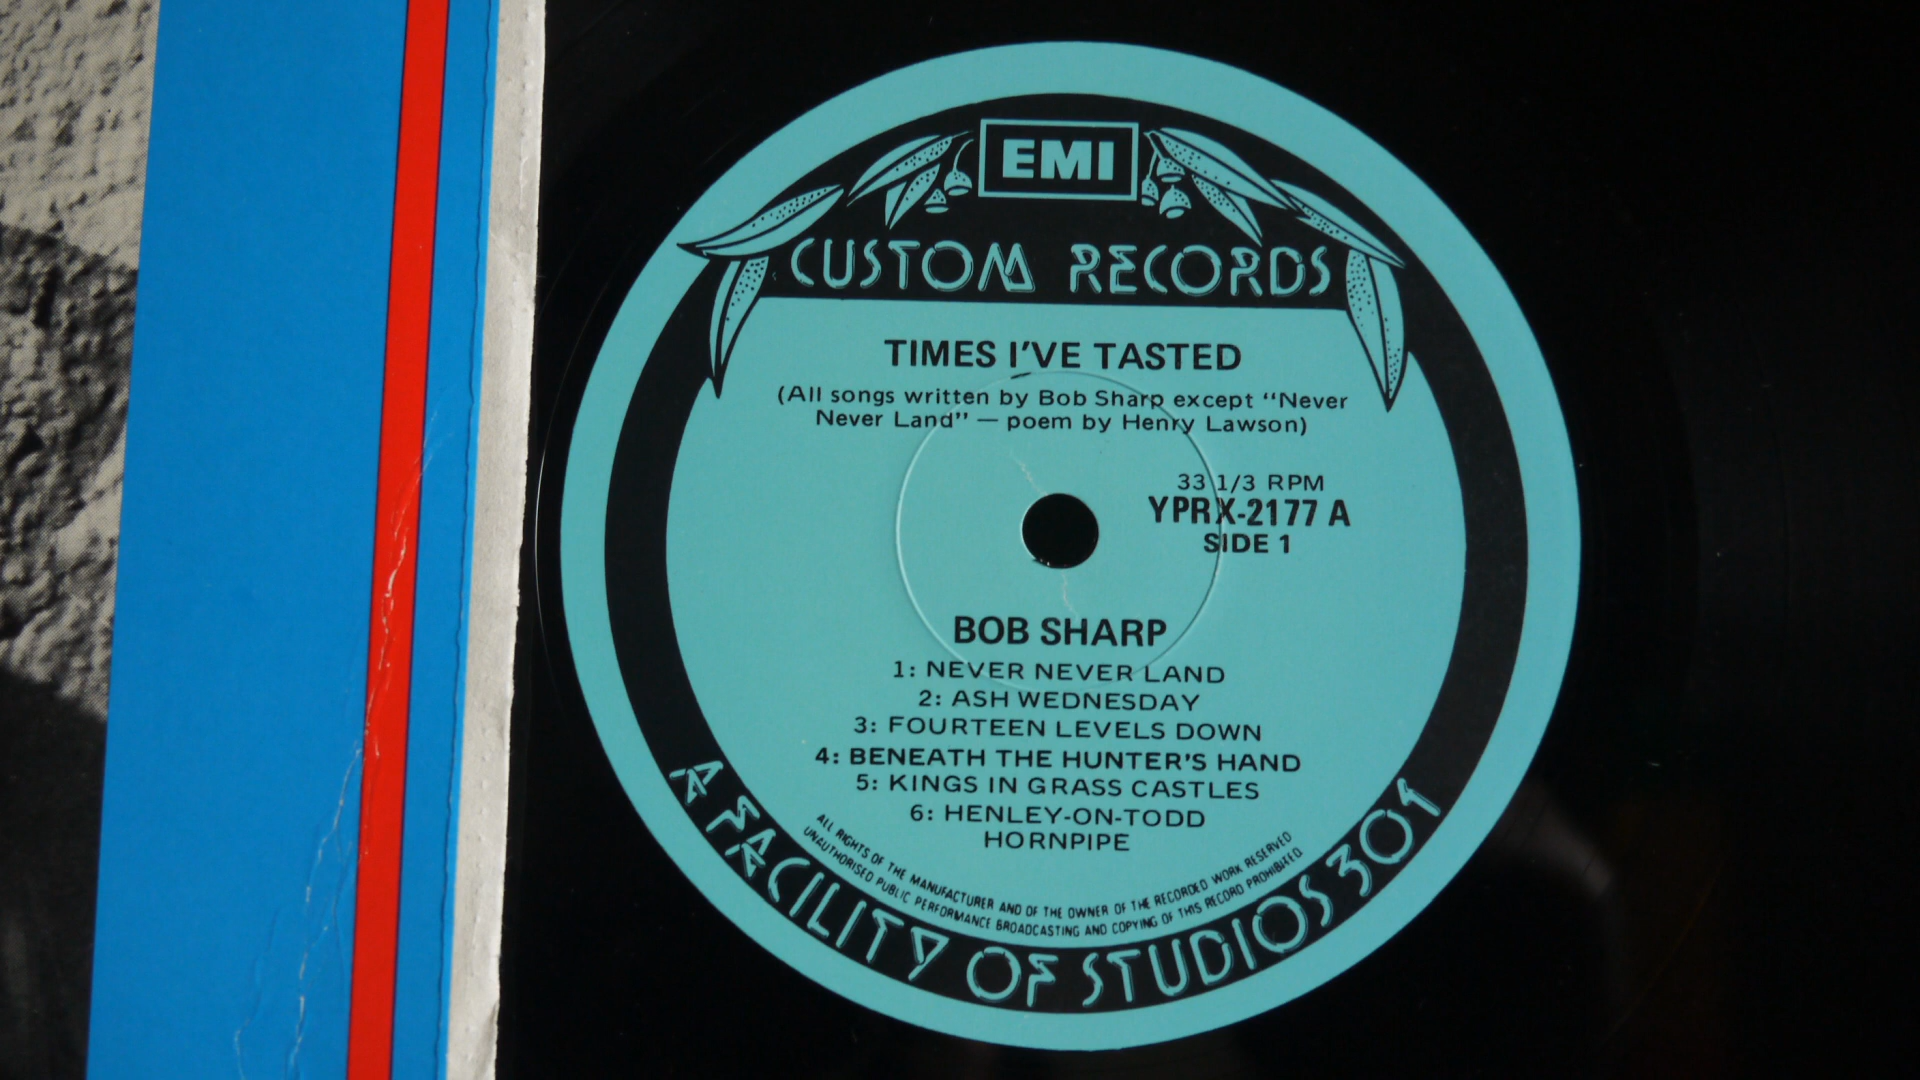 EMI
CUSTOM RECORDS
TIMES I'VE TASTED
(All songs written by Bob Sharp except "Never
Never Land" — poem by Henry Lawson)
33 1/3 RPM
YPRX-2177 A
SIDE 1
BOB SHARP
1: NEVER NEVER LAND
2: ASH WEDNESDAY
3: FOURTEEN LEVELS DOWN
4: BENEATH THE HUNTER'S HAND
5: KINGS IN GRASS CASTLES
6: HENLEY-ON-TODD
HORNPIPE
ALL RIGHTS OF THE MANUFACTURER AND OF THE OWNER OF THE RECORDED WORK RESERVED
UNAUTHORISED PUBLIC PERFORMANCE BROADCASTING AND COPYING OF THIS RECORD PROHIBITED
A FACILITY OF STUDIOS 301